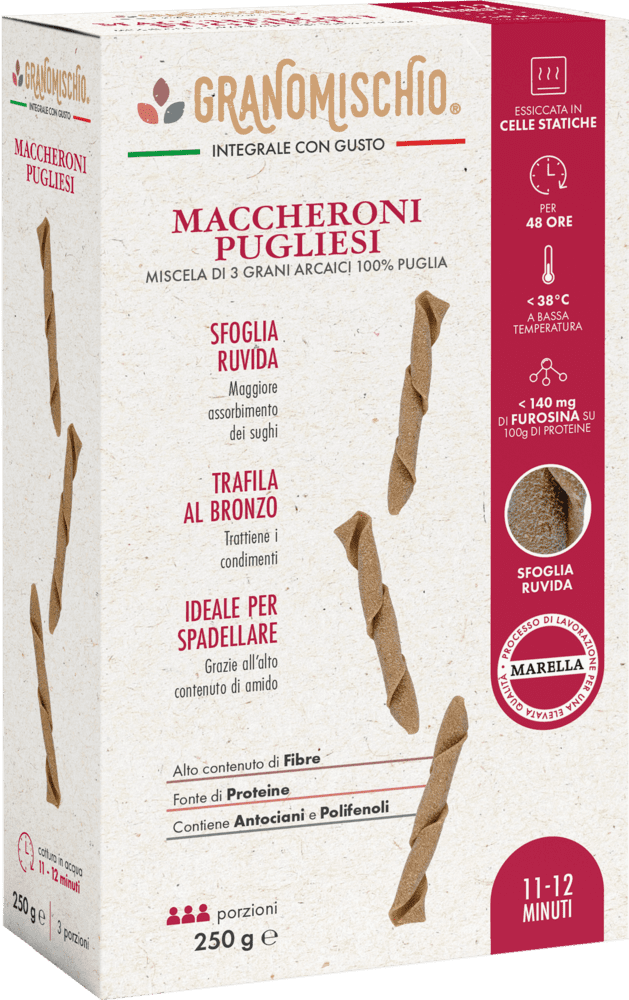 GRANOMISCHIO®
INTEGRALE CON GUSTO
MACCHERONI
PUGLIESI
MISCELA DI 3 GRANI ARCAICI 100% PUGLIA
SFOGLIA
RUVIDA
Maggiore
assorbimento
dei sughi
TRAFILA
AL BRONZO
Trattiene i
condimenti
IDEALE PER
SPADELLARE
Grazie all'alto
contenuto di amido
Alto contenuto di Fibre
Fonte di Proteine
Contiene Antociani e Polifenoli
porzioni
250 g e
ESSICCATA IN
CELLE STATICHE
PER
48 ORE
< 38°C
A BASSA
TEMPERATURA
< 140 mg
DI FUROSINA SU
100g DI PROTEINE
SFOGLIA
RUVIDA
PROCESSO DI LAVORAZIONE PER UNA ELEVATA QUALITÀ
MARELLA
11-12
MINUTI
GRANOMISCHIO®
INTEGRALE CON GUSTO
MACCHERONI
PUGLIESI
cottura in acqua
11 - 12 minuti
250 g e
3 porzioni
11-12